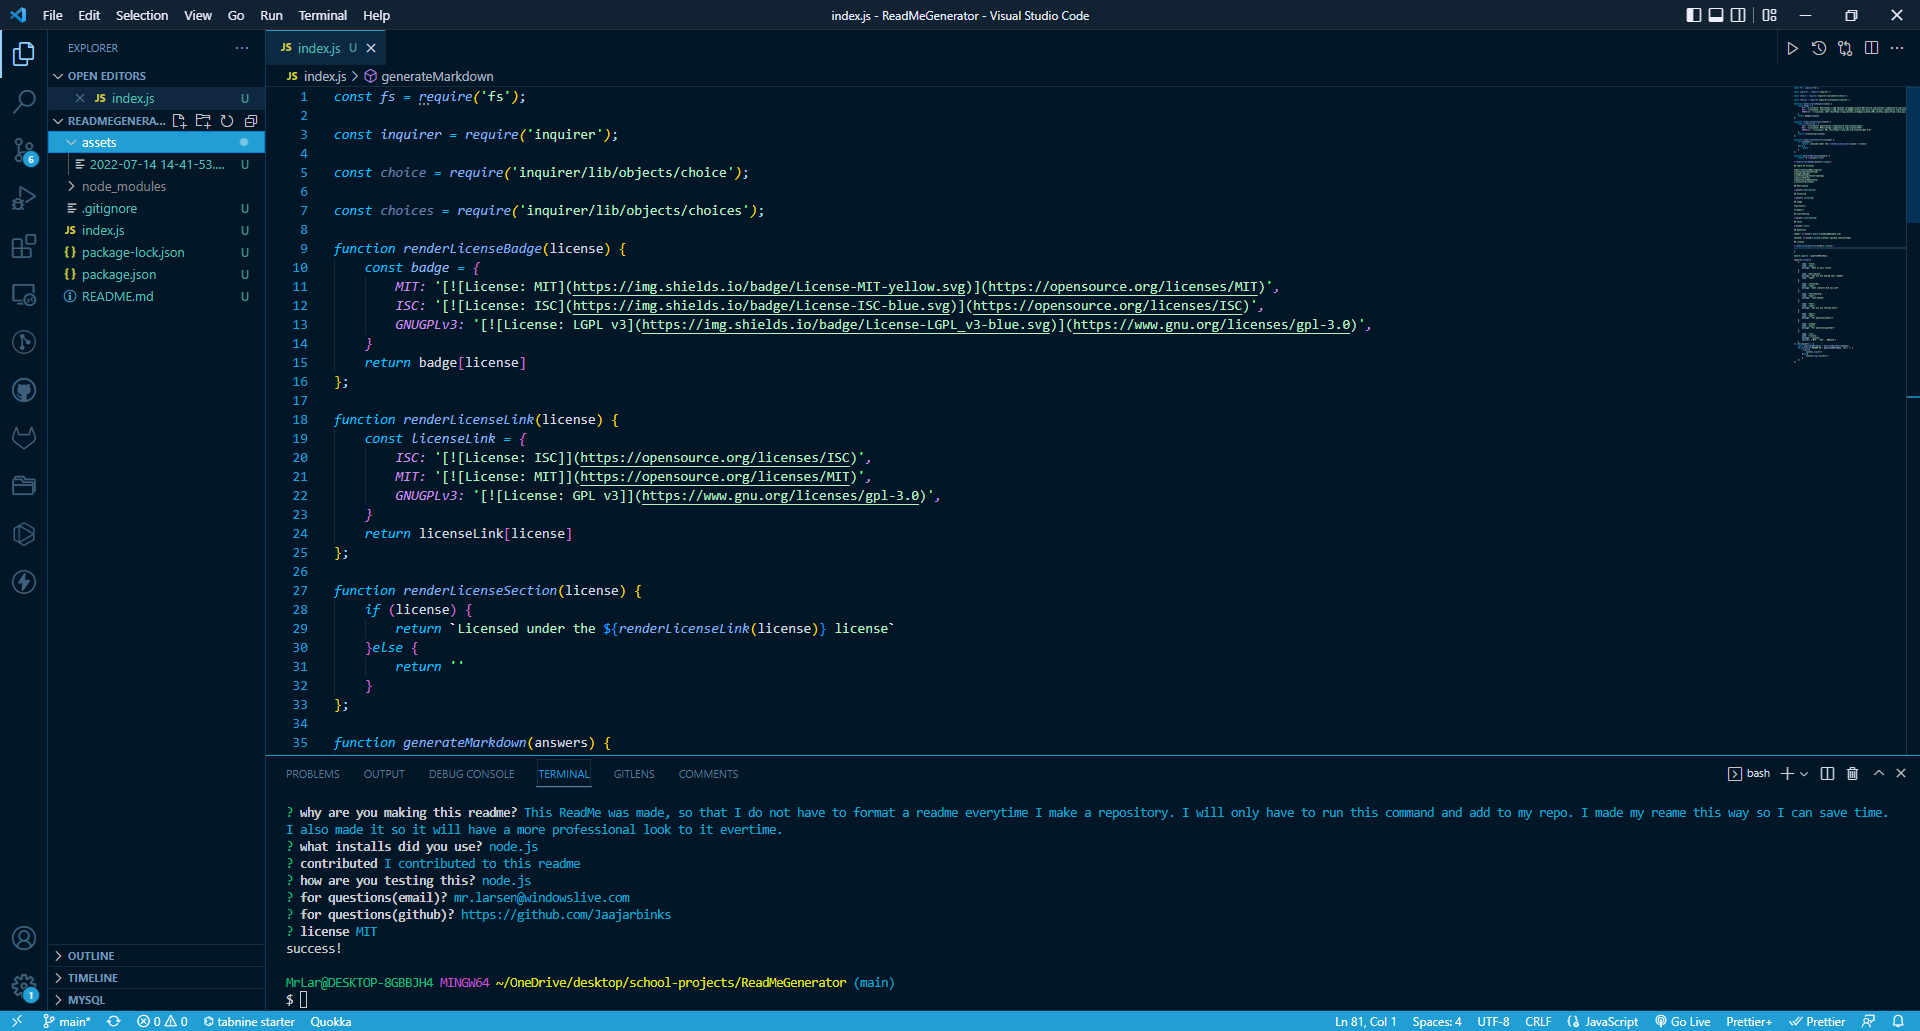 File Edit Selection View Go Run Terminal Help
index.js - ReadMeGenerator - Visual Studio Code
EXPLORER
OPEN EDITORS
JS index.js U
READMEGENERA...
assets
2022-07-14 14-41-53.... U
node_modules
.gitignore U
JS index.js U
{} package-lock.json U
{} package.json U
README.md U
OUTLINE
TIMELINE
MYSQL
6
1
JS index.js U
JS index.js > generateMarkdown
1 const fs = require('fs');
2
3 const inquirer = require('inquirer');
4
5 const choice = require('inquirer/lib/objects/choice');
6
7 const choices = require('inquirer/lib/objects/choices');
8
9 function renderLicenseBadge(license) {
10 const badge = {
11 MIT: '[![License: MIT](https://img.shields.io/badge/License-MIT-yellow.svg)](https://opensource.org/licenses/MIT)',
12 ISC: '[![License: ISC](https://img.shields.io/badge/License-ISC-blue.svg)](https://opensource.org/licenses/ISC)',
13 GNUGPLv3: '[![License: LGPL v3](https://img.shields.io/badge/License-LGPL_v3-blue.svg)](https://www.gnu.org/licenses/gpl-3.0)',
14 }
15 return badge[license]
16 };
17
18 function renderLicenseLink(license) {
19 const licenseLink = {
20 ISC: '[![License: ISC]](https://opensource.org/licenses/ISC)',
21 MIT: '[![License: MIT]](https://opensource.org/licenses/MIT)',
22 GNUGPLv3: '[![License: GPL v3]](https://www.gnu.org/licenses/gpl-3.0)',
23 }
24 return licenseLink[license]
25 };
26
27 function renderLicenseSection(license) {
28 if (license) {
29 return `Licensed under the ${renderLicenseLink(license)} license`
30 }else {
31 return ''
32 }
33 };
34
35 function generateMarkdown(answers) {
PROBLEMS OUTPUT DEBUG CONSOLE TERMINAL GITLENS COMMENTS
bash
? why are you making this readme? This ReadMe was made, so that I do not have to format a readme everytime I make a repository. I will only have to run this command and add to my repo. I made my reame this way so I can save time.
I also made it so it will have a more professional look to it evertime.
? what installs did you use? node.js
? contributed I contributed to this readme
? how are you testing this? node.js
? for questions(email)? mr.larsen@windowslive.com
? for questions(github)? https://github.com/Jaajarbinks
? license MIT
success!
MrLar@DESKTOP-8GBBJH4 MINGW64 ~/OneDrive/desktop/school-projects/ReadMeGenerator (main)
$
main* 0 0 tabnine starter Quokka
Ln 81, Col 1 Spaces: 4 UTF-8 CRLF {} JavaScript Go Live Prettier+ Prettier